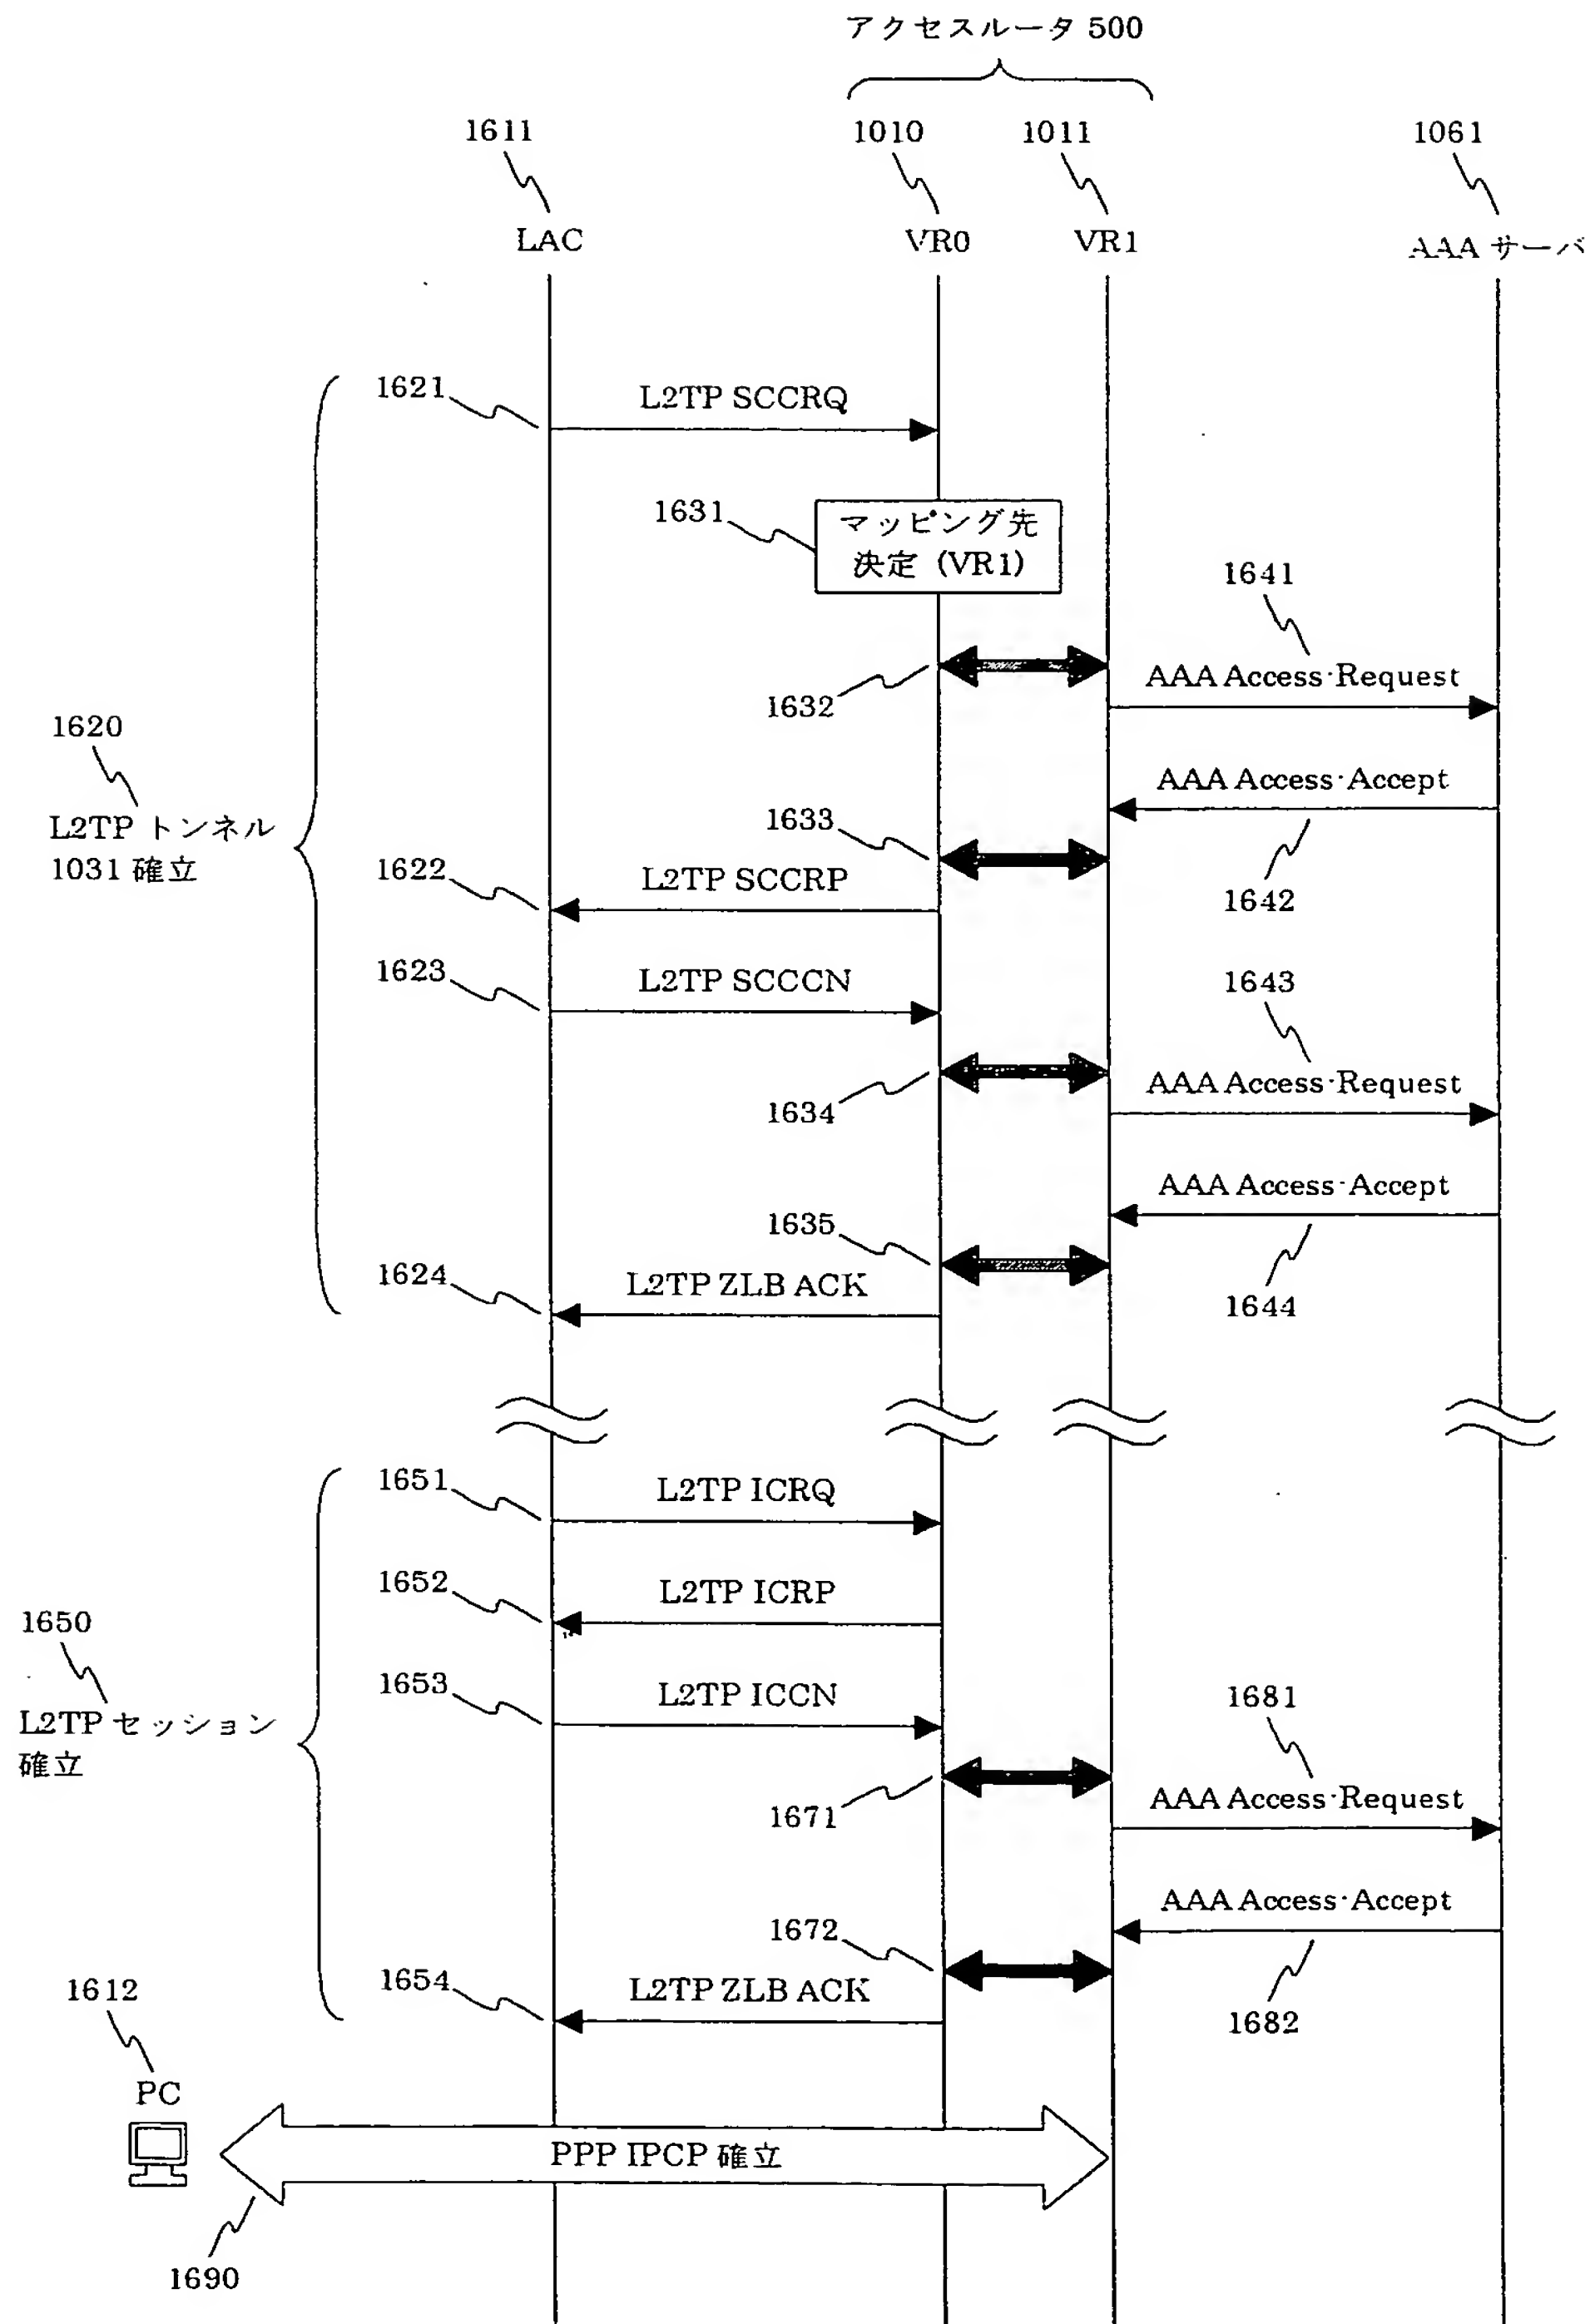 アクセスルータ 500
1611
1010
1011
1061
LAC
VR0
VR1
AAA サーバ
1621
L2TP SCCRQ
1631
マッピング先
決定 (VR1)
1641
1632
AAA Access-Request
1620
L2TP トンネル
1031 確立
AAA Access-Accept
1633
1622
L2TP SCCRP
1642
1623
L2TP SCCCN
1643
1634
AAA Access-Request
AAA Access-Accept
1635
1624
L2TP ZLB ACK
1644
1651
L2TP ICRQ
1652
L2TP ICRP
1650
L2TP セッション
確立
1653
L2TP ICCN
1681
1671
AAA Access-Request
AAA Access-Accept
1672
1654
L2TP ZLB ACK
1682
1612
PC
PPP IPCP 確立
1690